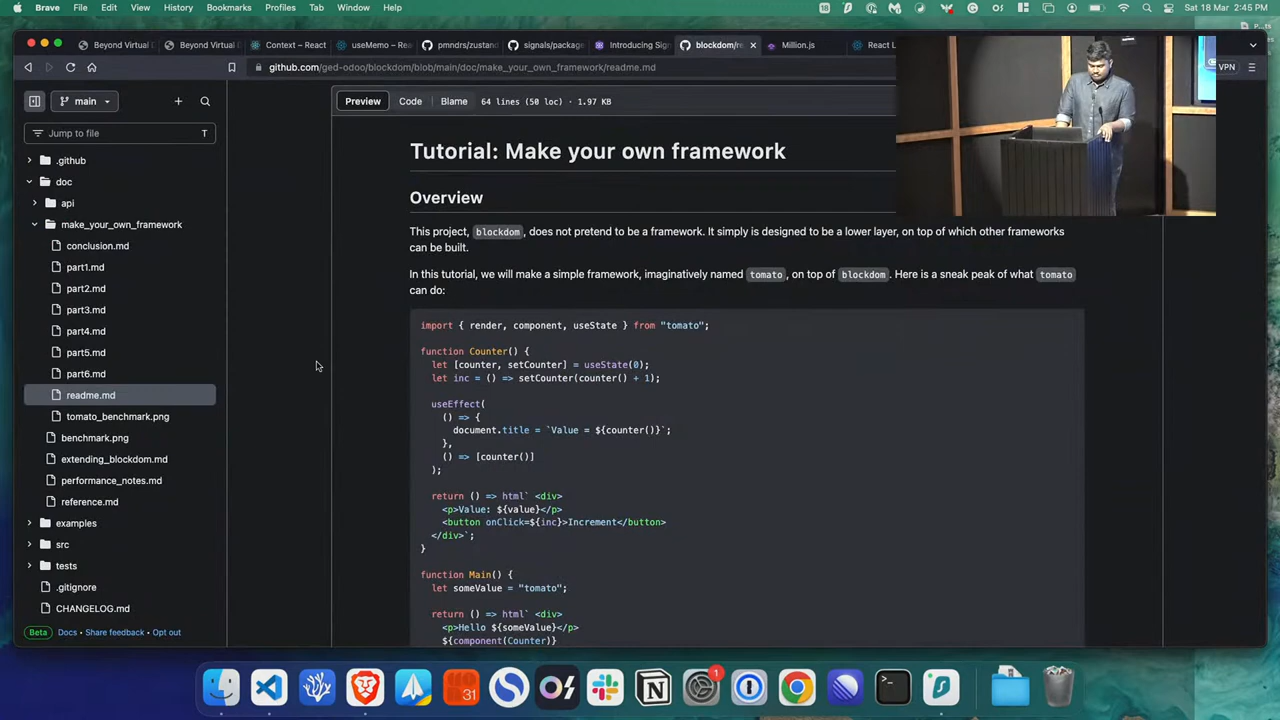 Brave File Edit View History Bookmarks Profiles Tab Window Help
18
Sat 18 Mar 2:45 PM
Beyond Virtual D
Beyond Virtual D
Context – React
useMemo – Rea
pmndrs/zustand
signals/package
Introducing Sign
blockdom/re
Million.js
React L
github.com/ged-odoo/blockdom/blob/main/doc/make_your_own_framework/readme.md
VPN
main
Preview Code Blame 64 lines (50 loc) · 1.97 KB
Jump to file T
.github
doc
api
make_your_own_framework
conclusion.md
part1.md
part2.md
part3.md
part4.md
part5.md
part6.md
readme.md
tomato_benchmark.png
benchmark.png
extending_blockdom.md
performance_notes.md
reference.md
examples
src
tests
.gitignore
CHANGELOG.md
Beta Docs · Share feedback · Opt out
Tutorial: Make your own framework
Overview
This project, blockdom, does not pretend to be a framework. It simply is designed to be a lower layer, on top of which other frameworks
can be built.
In this tutorial, we will make a simple framework, imaginatively named tomato, on top of blockdom. Here is a sneak peak of what tomato
can do:
import { render, component, useState } from "tomato";
function Counter() {
let [counter, setCounter] = useState(0);
let inc = () => setCounter(counter() + 1);
useEffect(
() => {
document.title = `Value = ${counter()}`;
},
() => [counter()]
);
return () => html` <div>
<p>Value: ${value}</p>
<button onClick=${inc}>Increment</button>
</div>`;
}
function Main() {
let someValue = "tomato";
return () => html` <div>
<p>Hello ${someValue}</p>
${component(Counter)}
31
1